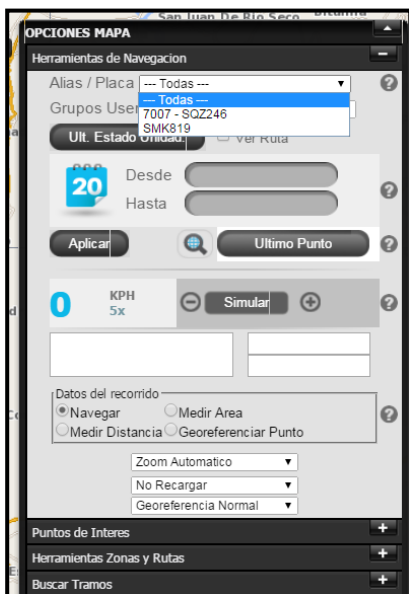 San Juan De Rio Seco
OPCIONES MAPA
Herramientas de Navegacion
Alias / Placa --- Todas ---
--- Todas ---
7007 - SQZ246
SMK819
Grupos User
Ult. Estado Unidad Ver Ruta
20 Desde
Hasta
Aplicar Ultimo Punto
0 KPH
5x
Simular
Datos del recorrido
Navegar Medir Area
Medir Distancia Georeferenciar Punto
Zoom Automatico
No Recargar
Georeferencia Normal
Puntos de Interes
Herramientas Zonas y Rutas
Buscar Tramos